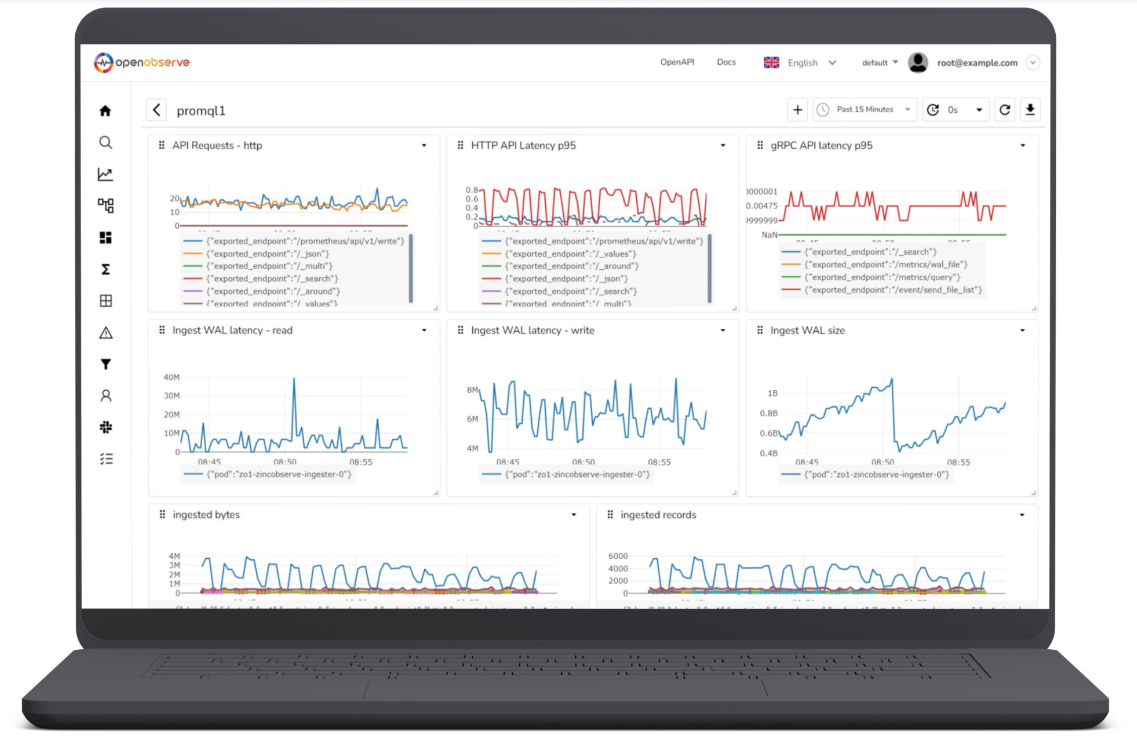 openobserve
OpenAPI Docs English default root@example.com
promql1
Past 15 Minutes 0s
API Requests - http
20
10
0
{"exported_endpoint":"/prometheus/api/v1/write"}
{"exported_endpoint":"/_json"}
{"exported_endpoint":"/_multi"}
{"exported_endpoint":"/_search"}
{"exported_endpoint":"/_around"}
{"exported_endpoint":"/_values"}
HTTP API Latency p95
0.8
0.6
0.4
0.2
0
{"exported_endpoint":"/prometheus/api/v1/write"}
{"exported_endpoint":"/_values"}
{"exported_endpoint":"/_around"}
{"exported_endpoint":"/_json"}
{"exported_endpoint":"/_search"}
{"exported_endpoint":"/_multi"}
gRPC API latency p95
0000001
0.00475
9999999
NaN
{"exported_endpoint":"/_search"}
{"exported_endpoint":"/metrics/wal_file"}
{"exported_endpoint":"/metrics/query"}
{"exported_endpoint":"/event/send_file_list"}
Ingest WAL latency - read
40M
30M
20M
10M
0
08:45 08:50 08:55
{"pod":"zo1-zincobserve-ingester-0"}
Ingest WAL latency - write
8M
6M
4M
08:45 08:50 08:55
{"pod":"zo1-zincobserve-ingester-0"}
Ingest WAL size
1B
0.8B
0.6B
0.4B
08:45 08:50 08:55
{"pod":"zo1-zincobserve-ingester-0"}
ingested bytes
4M
3M
2M
1M
0
ingested records
6000
4000
2000
0